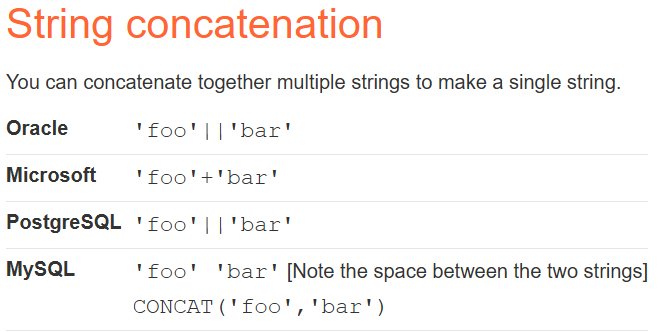 String concatenation
You can concatenate together multiple strings to make a single string.
Oracle 'foo'||'bar'
Microsoft 'foo'+'bar'
PostgreSQL 'foo'||'bar'
MySQL 'foo' 'bar' [Note the space between the two strings]
CONCAT('foo','bar')